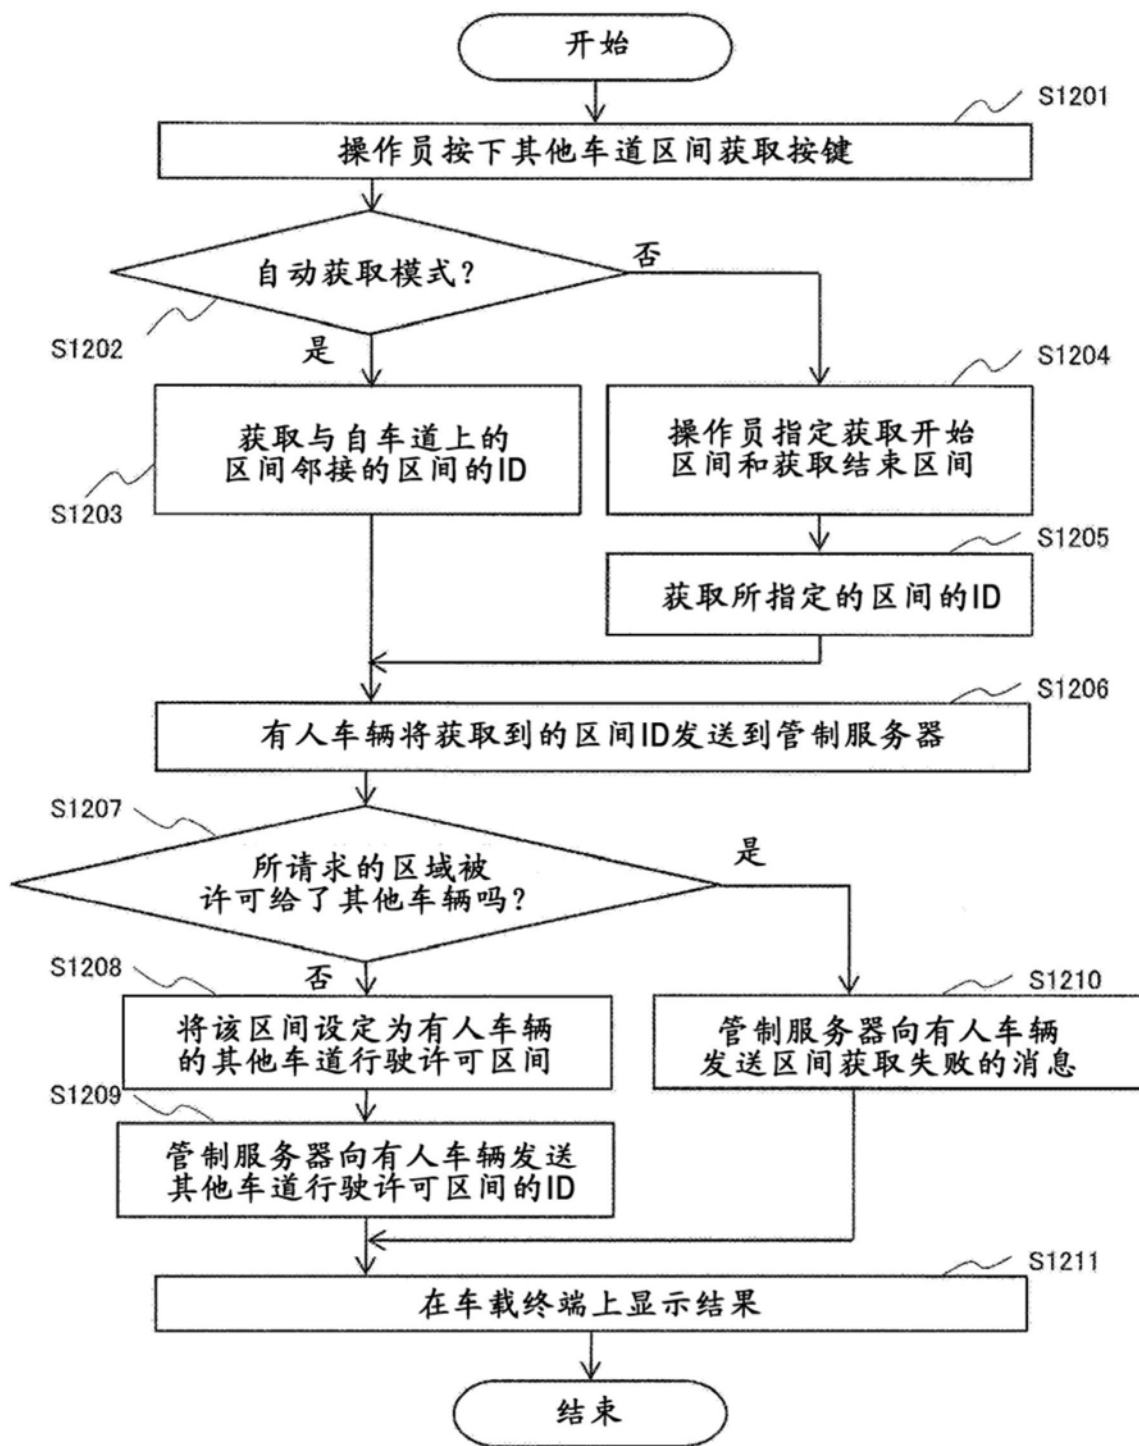 开始
S1201
操作员按下其他车道区间获取按键
自动获取模式?
否
S1202
是
S1204
获取与自车道上的
区间邻接的区间的ID
S1203
操作员指定获取开始
区间和获取结束区间
S1205
获取所指定的区间的ID
S1206
有人车辆将获取到的区间ID发送到管制服务器
S1207
所请求的区域被
许可给了其他车辆吗?
是
S1208
否
S1210
将该区间设定为有人车辆
的其他车道行驶许可区间
管制服务器向有人车辆
发送区间获取失败的消息
S1209
管制服务器向有人车辆发送
其他车道行驶许可区间的ID
S1211
在车载终端上显示结果
结束